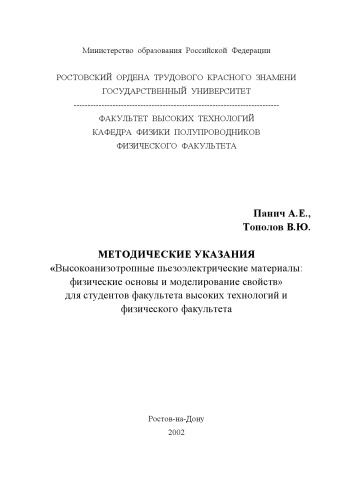 Министерство образования Российской Федерации
РОСТОВСКИЙ ОРДЕНА ТРУДОВОГО КРАСНОГО ЗНАМЕНИ
ГОСУДАРСТВЕННЫЙ УНИВЕРСИТЕТ
--------------------------------------------------------------------------
ФАКУЛЬТЕТ ВЫСОКИХ ТЕХНОЛОГИЙ
КАФЕДРА ФИЗИКИ ПОЛУПРОВОДНИКОВ
ФИЗИЧЕСКОГО ФАКУЛЬТЕТА
Панич А.Е.,
Тополов В.Ю.
МЕТОДИЧЕСКИЕ УКАЗАНИЯ
«Высокоанизотропные пьезоэлектрические материалы:
физические основы и моделирование свойств»
для студентов факультета высоких технологий и
физического факультета
Ростов-на-Дону
2002